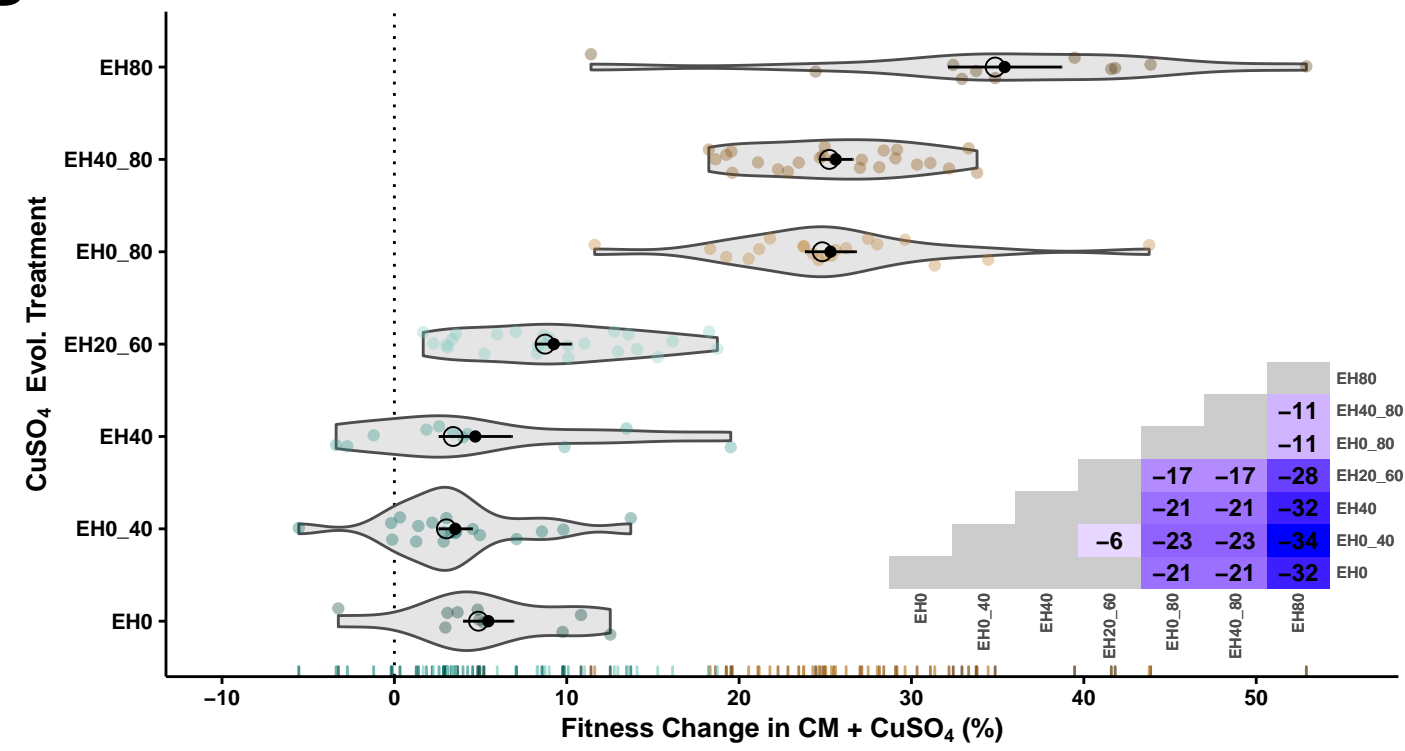 EH80
EH40_80
EH0_80
EH20_60
EH40
EH0_40
EH0
CuSO₄ Evol. Treatment
−10 0 10 20 30 40 50
Fitness Change in CM + CuSO₄ (%)
EH80
−11 EH40_80
−11 EH0_80
−17 −17 −28 EH20_60
−21 −21 −32 EH40
−6 −23 −23 −34 EH0_40
−21 −21 −32 EH0
EH0 EH0_40 EH40 EH20_60 EH0_80 EH40_80 EH80